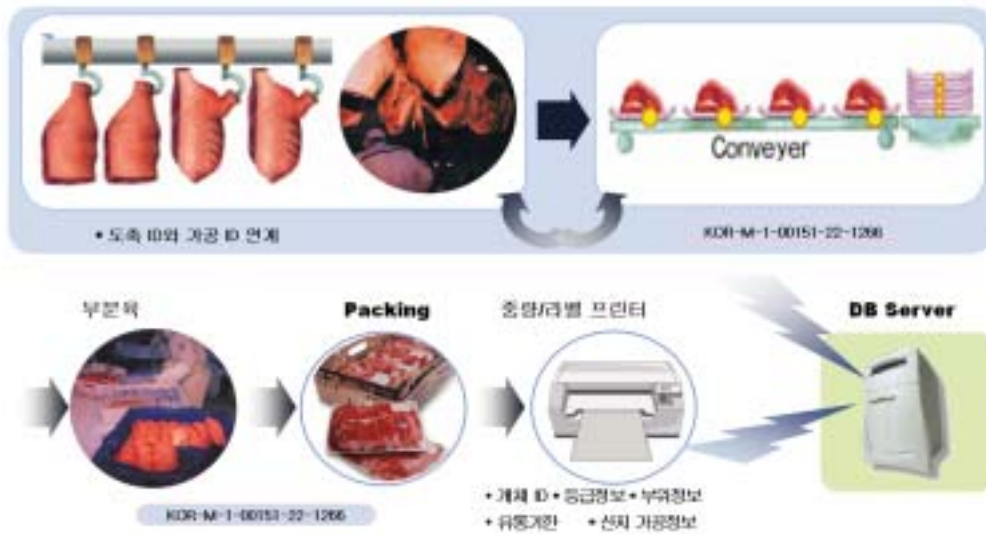 Conveyer
• 도축 ID와 가공 ID 연계
KOR-M-1-00151-22-1266
부분육
Packing
중량/라벨 프린터
DB Server
KOR-M-1-00151-22-1266
• 개체 ID • 등급정보 • 부위정보
• 유통기한 • 산지 가공정보